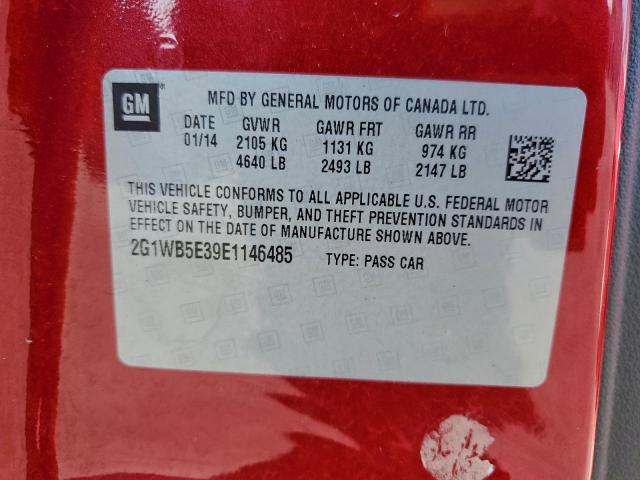 GM
MFD BY GENERAL MOTORS OF CANADA LTD.
DATE GVWR GAWR FRT GAWR RR
01/14 2105 KG 1131 KG 974 KG
4640 LB 2493 LB 2147 LB
THIS VEHICLE CONFORMS TO ALL APPLICABLE U.S. FEDERAL MOTOR
VEHICLE SAFETY, BUMPER, AND THEFT PREVENTION STANDARDS IN
EFFECT ON THE DATE OF MANUFACTURE SHOWN ABOVE.
2G1WB5E39E1146485 TYPE: PASS CAR